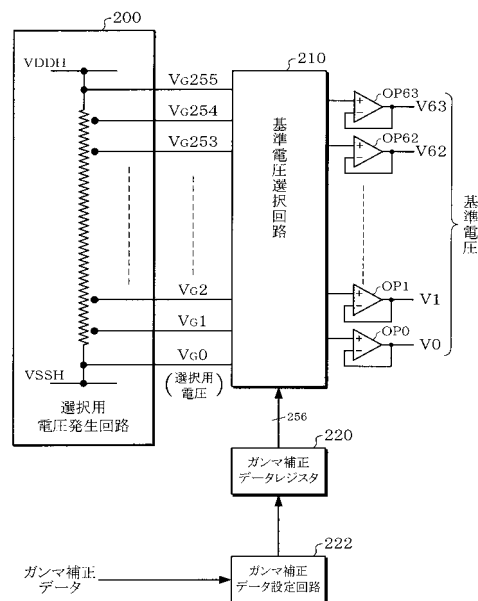 200
VDDH
VG255
VG254
VG253
VG2
VG1
VG0
(選択用
電圧)
VSSH
選択用
電圧発生回路
210
基準電圧選択回路
OP63
V63
OP62
V62
OP1
V1
OP0
V0
+
−
+
−
+
−
+
−
基準電圧
256
220
ガンマ補正
データレジスタ
222
ガンマ補正
データ設定回路
ガンマ補正
データ